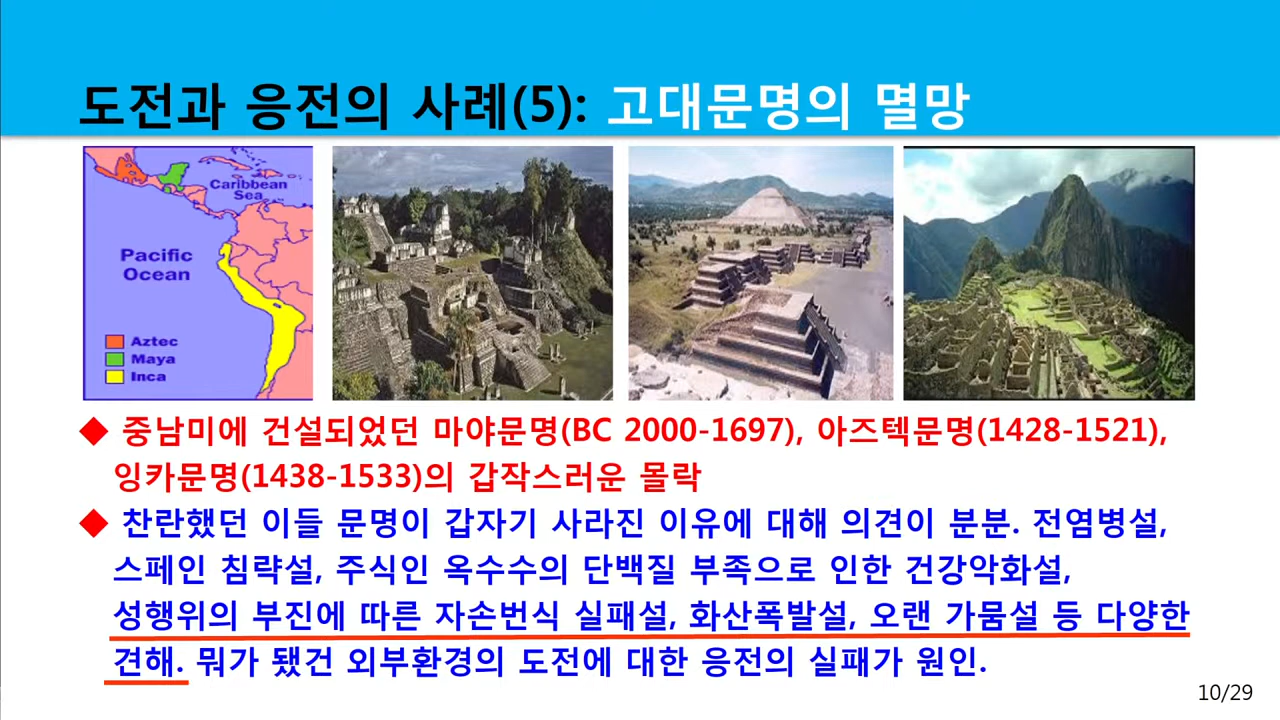 도전과 응전의 사례(5): 고대문명의 멸망
Caribbean
Sea
Pacific
Ocean
Aztec
Maya
Inca
◆ 중남미에 건설되었던 마야문명(BC 2000-1697), 아즈텍문명(1428-1521),
잉카문명(1438-1533)의 갑작스러운 몰락
◆ 찬란했던 이들 문명이 갑자기 사라진 이유에 대해 의견이 분분. 전염병설,
스페인 침략설, 주식인 옥수수의 단백질 부족으로 인한 건강악화설,
성행위의 부진에 따른 자손번식 실패설, 화산폭발설, 오랜 가뭄설 등 다양한
견해. 뭐가 됐건 외부환경의 도전에 대한 응전의 실패가 원인.
10/29